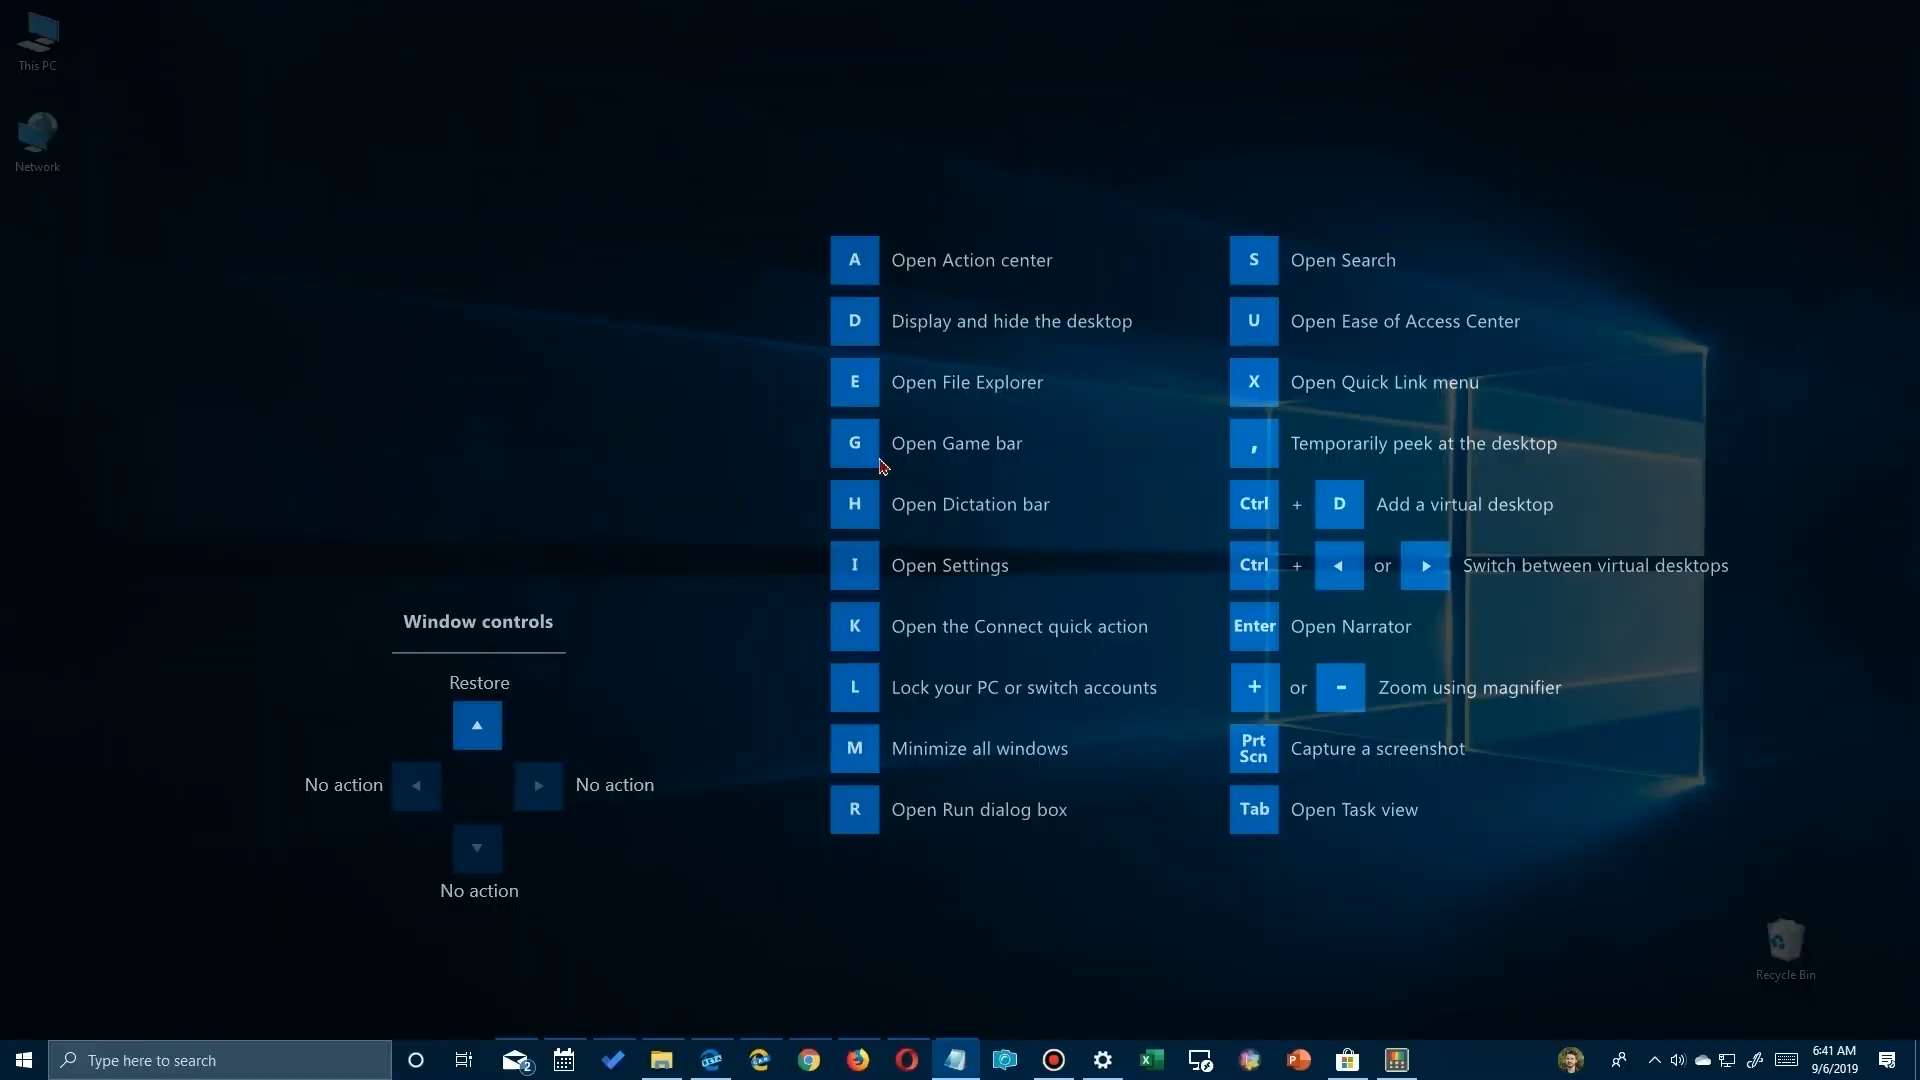 This PC
Network
A Open Action center
D Display and hide the desktop
E Open File Explorer
G Open Game bar
H Open Dictation bar
I Open Settings
K Open the Connect quick action
L Lock your PC or switch accounts
M Minimize all windows
R Open Run dialog box
S Open Search
U Open Ease of Access Center
X Open Quick Link menu
, Temporarily peek at the desktop
Ctrl + D Add a virtual desktop
Ctrl + ◄ or ► Switch between virtual desktops
Enter Open Narrator
+ or - Zoom using magnifier
Prt Scn Capture a screenshot
Tab Open Task view
Window controls
Restore
No action
No action
No action
Recycle Bin
Type here to search
2
BETA
CAN
6:41 AM
9/6/2019